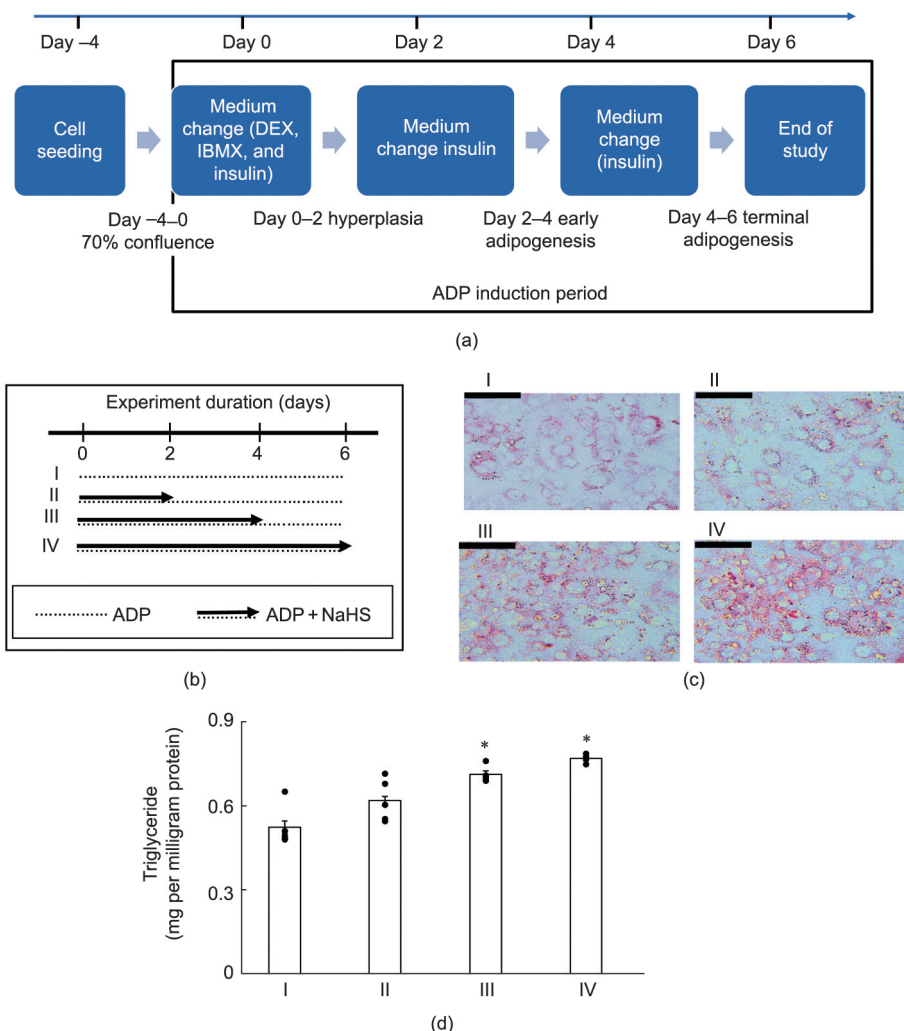 Day –4
Day 0
Day 2
Day 4
Day 6
Cell
seeding
Medium
change (DEX,
IBMX, and
insulin)
Medium
change insulin
Medium
change
(insulin)
End of
study
Day –4–0
70% confluence
Day 0–2 hyperplasia
Day 2–4 early
adipogenesis
Day 4–6 terminal
adipogenesis
ADP induction period
(a)
Experiment duration (days)
0
2
4
6
I
II
III
IV
ADP
ADP + NaHS
(b)
I
II
III
IV
(c)
Triglyceride
(mg per milligram protein)
0.9
0.6
0.3
0
*
*
I
II
III
IV
(d)